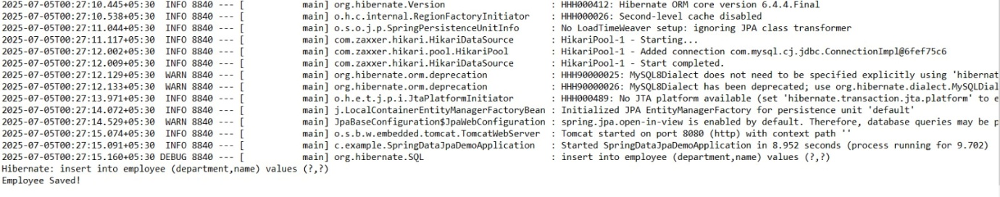 2025-07-05T00:27:10.445+05:30  INFO 8840 --- [           main] org.hibernate.Version                    : HHH000412: Hibernate ORM core version 6.4.4.Final
2025-07-05T00:27:10.538+05:30  INFO 8840 --- [           main] o.h.c.internal.RegionFactoryInitiator    : HHH000026: Second-level cache disabled
2025-07-05T00:27:11.044+05:30  INFO 8840 --- [           main] o.s.o.j.p.SpringPersistenceUnitInfo      : No LoadTimeWeaver setup: ignoring JPA class transformer
2025-07-05T00:27:11.117+05:30  INFO 8840 --- [           main] com.zaxxer.hikari.HikariDataSource       : HikariPool-1 - Starting...
2025-07-05T00:27:12.002+05:30  INFO 8840 --- [           main] com.zaxxer.hikari.pool.HikariPool        : HikariPool-1 - Added connection com.mysql.cj.jdbc.ConnectionImpl@6fef75c6
2025-07-05T00:27:12.009+05:30  INFO 8840 --- [           main] com.zaxxer.hikari.HikariDataSource       : HikariPool-1 - Start completed.
2025-07-05T00:27:12.129+05:30  WARN 8840 --- [           main] org.hibernate.orm.deprecation            : HHH90000025: MySQL8Dialect does not need to be specified explicitly using 'hibernat
2025-07-05T00:27:12.133+05:30  WARN 8840 --- [           main] org.hibernate.orm.deprecation            : HHH90000026: MySQL8Dialect has been deprecated; use org.hibernate.dialect.MySQLDial
2025-07-05T00:27:13.971+05:30  INFO 8840 --- [           main] o.h.e.t.j.p.i.JtaPlatformInitiator       : HHH000489: No JTA platform available (set 'hibernate.transaction.jta.platform' to e
2025-07-05T00:27:14.072+05:30  INFO 8840 --- [           main] j.LocalContainerEntityManagerFactoryBean : Initialized JPA EntityManagerFactory for persistence unit 'default'
2025-07-05T00:27:14.529+05:30  WARN 8840 --- [           main] JpaBaseConfiguration$JpaWebConfiguration : spring.jpa.open-in-view is enabled by default. Therefore, database queries may be p
2025-07-05T00:27:15.074+05:30  INFO 8840 --- [           main] o.s.b.w.embedded.tomcat.TomcatWebServer  : Tomcat started on port 8080 (http) with context path ''
2025-07-05T00:27:15.091+05:30  INFO 8840 --- [           main] c.example.SpringDataJpaDemoApplication   : Started SpringDataJpaDemoApplication in 8.952 seconds (process running for 9.702)
2025-07-05T00:27:15.160+05:30 DEBUG 8840 --- [           main] org.hibernate.SQL                        : insert into employee (department,name) values (?,?)
Hibernate: insert into employee (department,name) values (?,?)
Employee Saved!